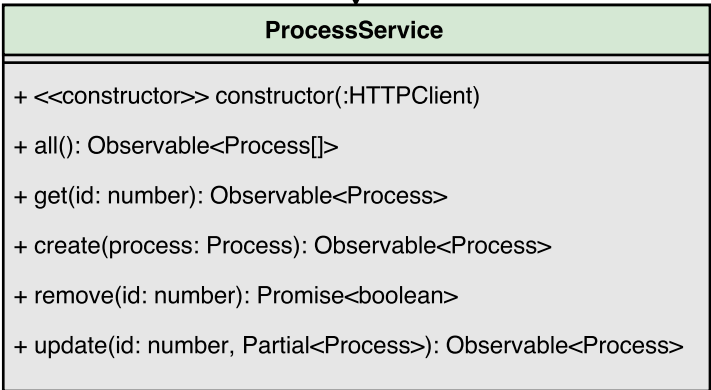 ProcessService
+ <<constructor>> constructor(:HTTPClient)
+ all(): Observable<Process[]>
+ get(id: number): Observable<Process>
+ create(process: Process): Observable<Process>
+ remove(id: number): Promise<boolean>
+ update(id: number, Partial<Process>): Observable<Process>